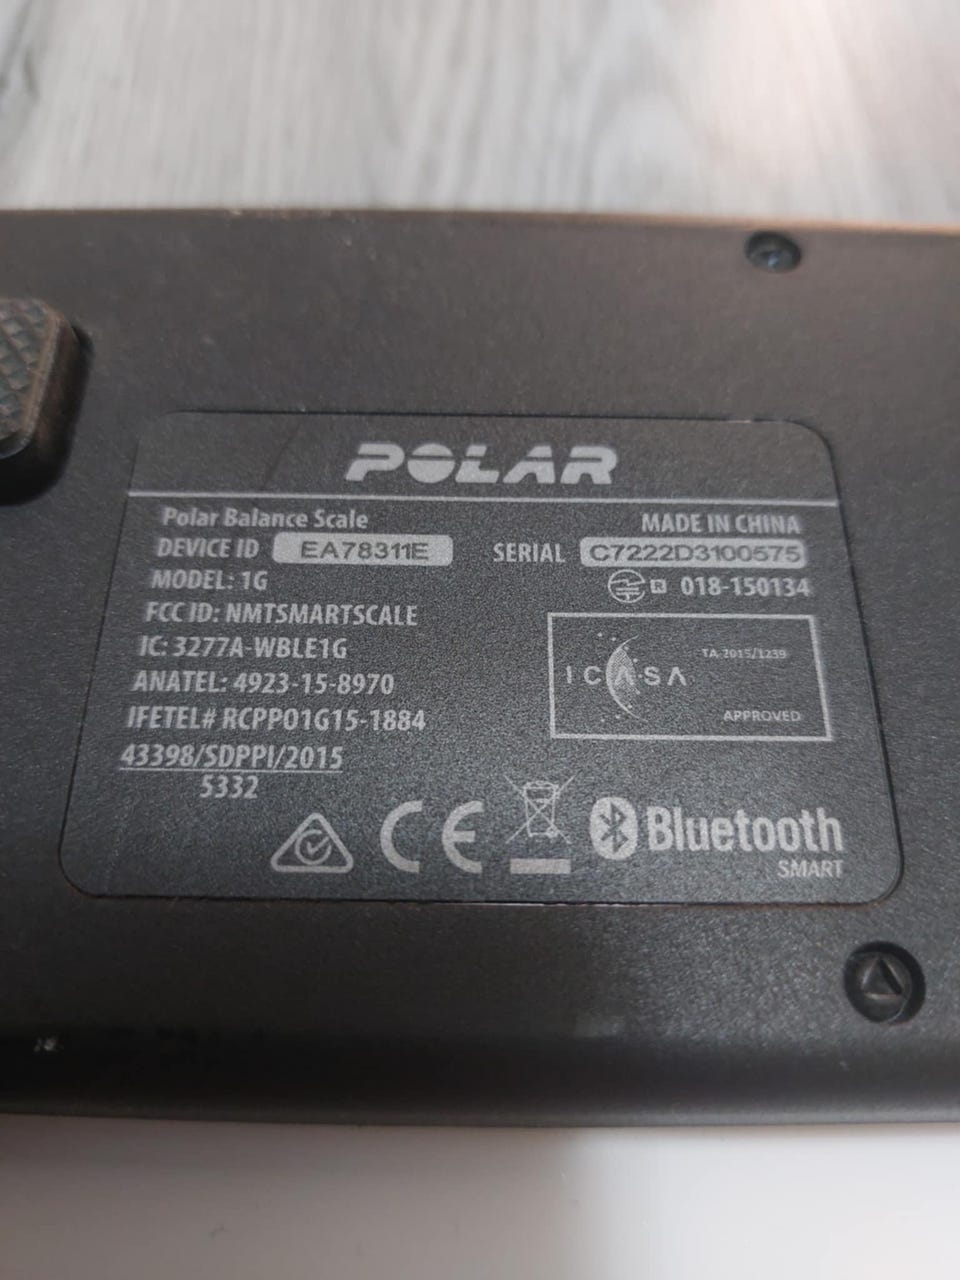 POLAR
Polar Balance Scale
MADE IN CHINA
DEVICE ID EA78311E
SERIAL C7222D3100575
MODEL: 1G
R 018-150134
FCC ID: NMTSMARTSCALE
IC: 3277A-WBLE1G
ANATEL: 4923-15-8970
IFETEL# RCPP01G15-1884
43398/SDPPI/2015
5332
TA 2015/1239
ICASA
APPROVED
CE
Bluetooth
SMART